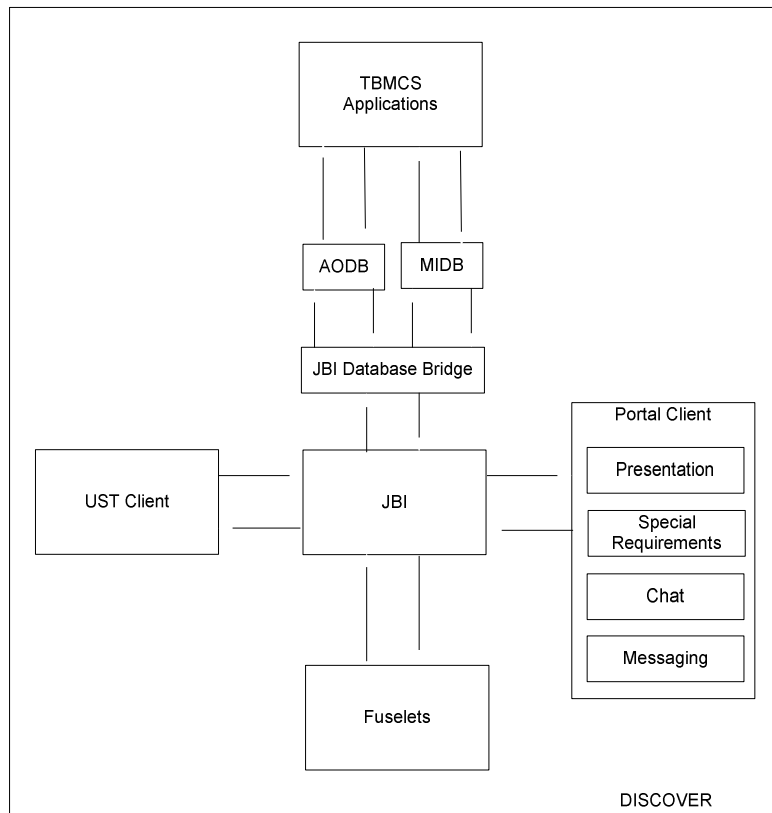 TBMCS
Applications
AODB
MIDB
JBI Database Bridge
Portal Client
UST Client
JBI
Presentation
Special
Requirements
Chat
Messaging
Fuselets
DISCOVER